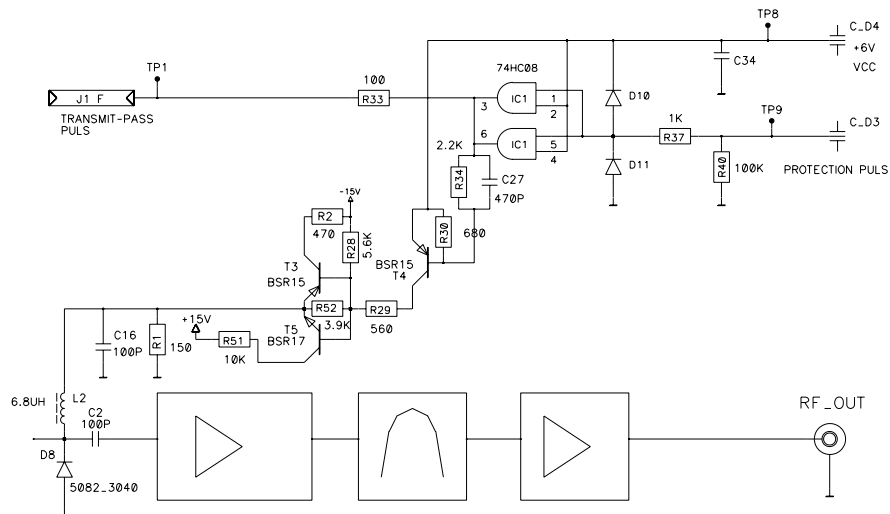 TP8
C_D4
+6V
VCC
TP1
74HC08
C34
100
J1 F
R33
3
IC1
1
2
D10
TP9
C_D3
TRANSMIT-PASS
PULS
6
IC1
5
4
1K
R37
2.2K
D11
R40
100K
PROTECTION PULS
R34
C27
470P
-15V
R2
470
R28
5.6K
R30
680
T3
BSR15
BSR15
T4
R52
3.9K
R29
560
+15V
T5
BSR17
C16
100P
R1
150
R51
10K
6.8UH
L2
C2
100P
RF_OUT
D8
5082_3040